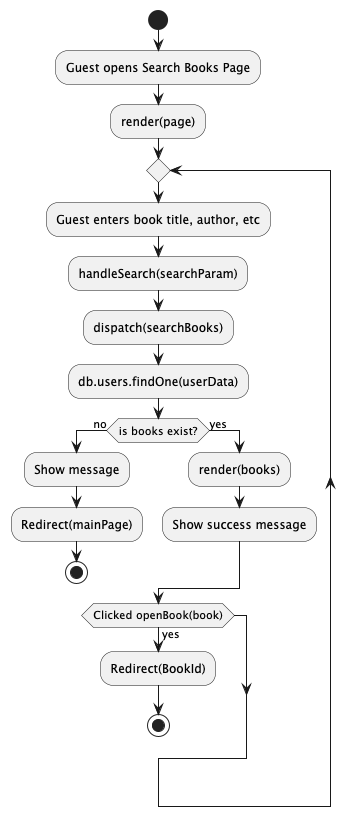 Guest opens Search Books Page
render(page)
Guest enters book title, author, etc
handleSearch(searchParam)
dispatch(searchBooks)
db.users.findOne(userData)
no
is books exist?
yes
Show message
render(books)
Redirect(mainPage)
Show success message
Clicked openBook(book)
yes
Redirect(BookId)